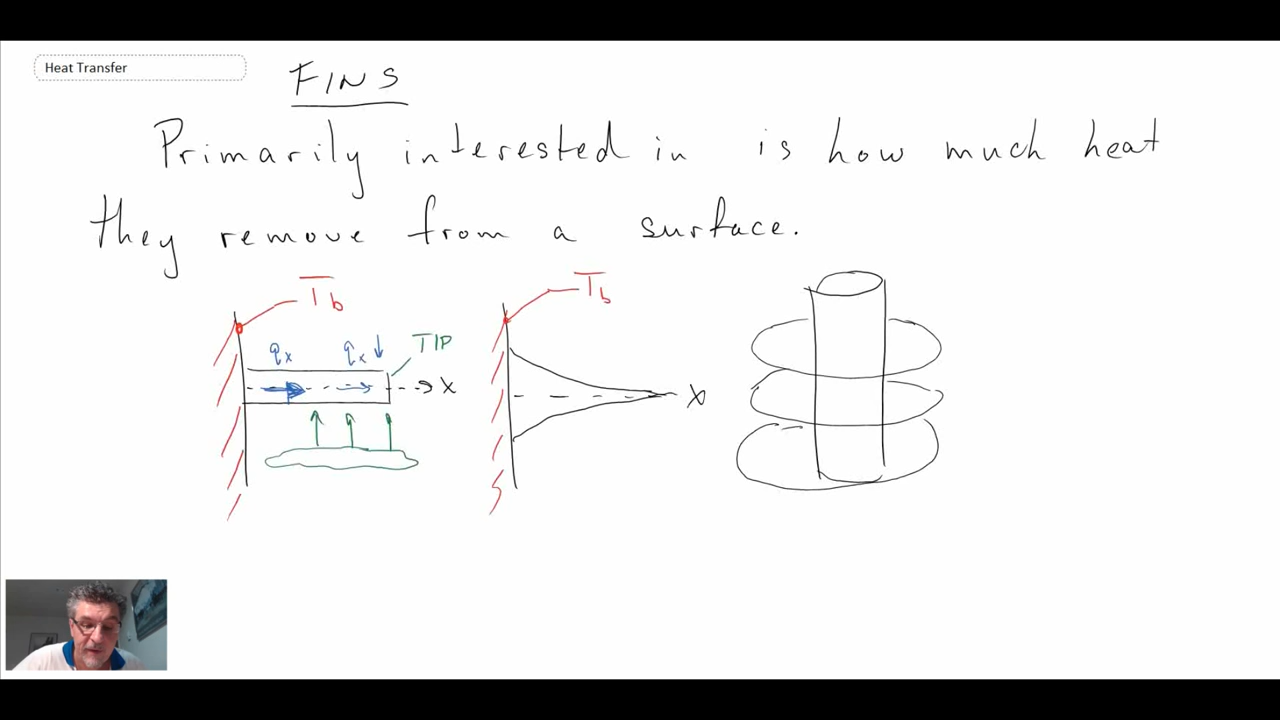 Heat Transfer
FINS
Primarily interested in is how much heat
they remove from a surface.
Tb
Tb
qx
qx ↓
TIP
x
x